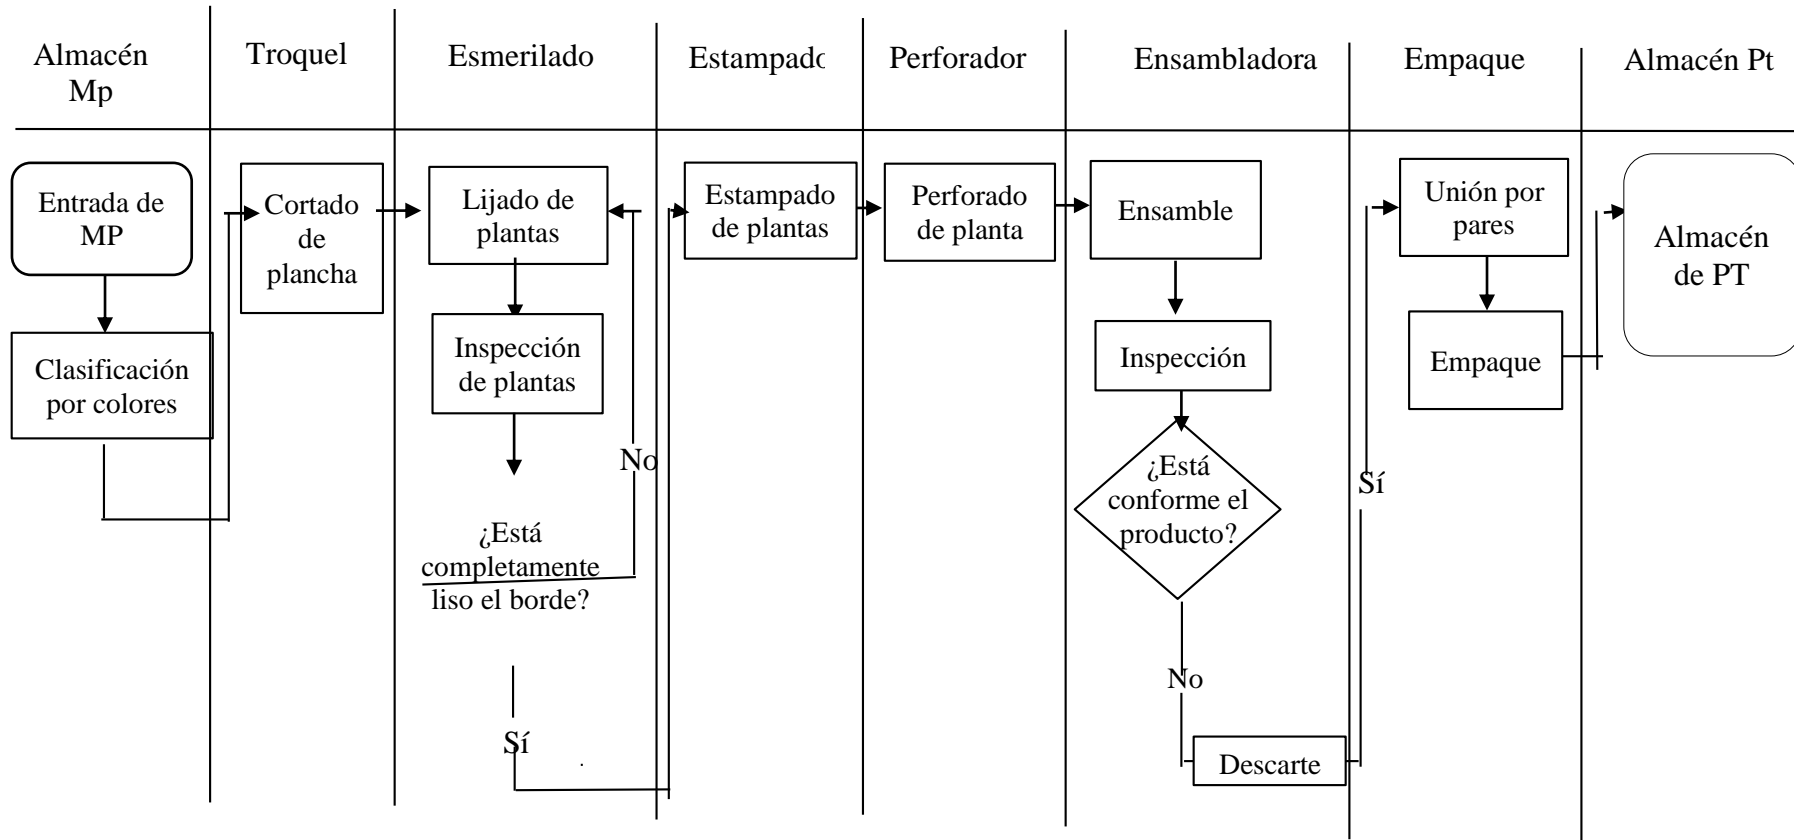 Almacén
Mp
Troquel
Esmerilado
Estampado
Perforador
Ensambladora
Empaque
Almacén Pt
Entrada de
MP
Clasificación
por colores
Cortado
de
plancha
Lijado de
plantas
Inspección
de plantas
¿Está
completamente
liso el borde?
No
Sí
Estampado
de plantas
Perforado
de planta
Ensamble
Inspección
¿Está
conforme el
producto?
No
Descarte
Sí
Unión por
pares
Empaque
Almacén
de PT